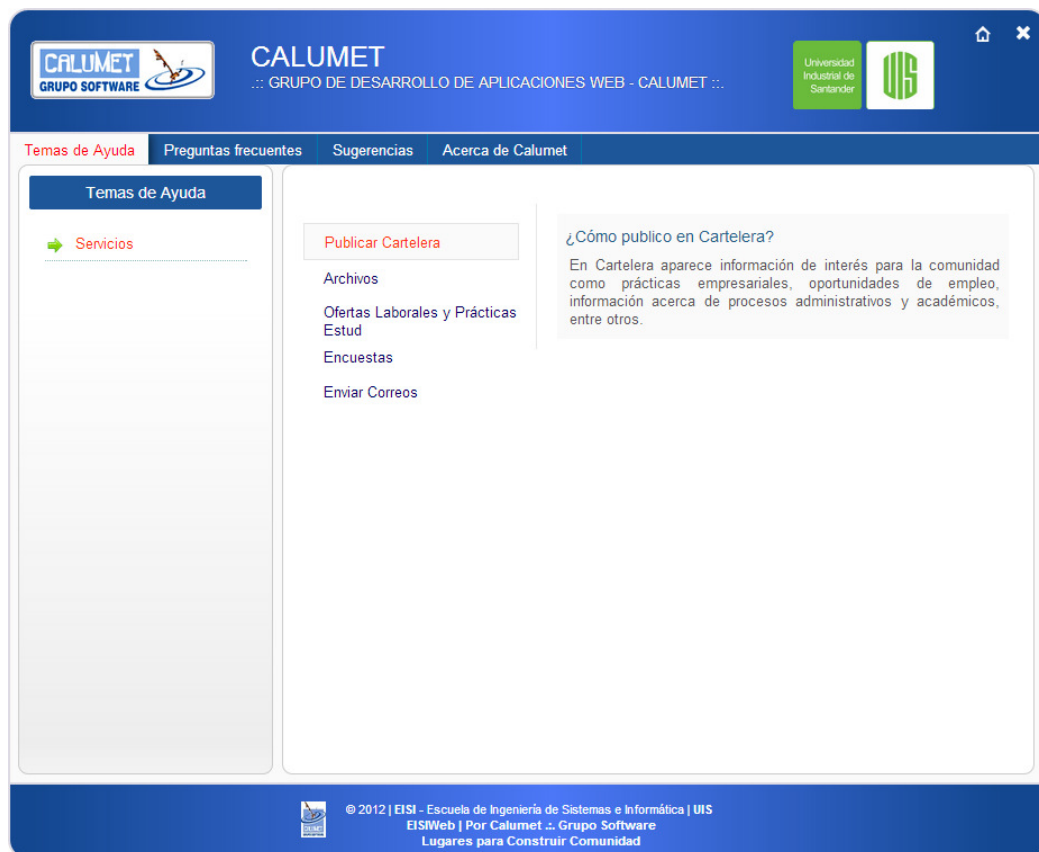 CALUMET
GRUPO SOFTWARE
CALUMET
.:: GRUPO DE DESARROLLO DE APLICACIONES WEB - CALUMET ::.
Universidad
Industrial de
Santander
UIS
Temas de Ayuda Preguntas frecuentes Sugerencias Acerca de Calumet
Temas de Ayuda
Servicios
Publicar Cartelera
Archivos
Ofertas Laborales y Prácticas
Estud
Encuestas
Enviar Correos
¿Cómo publico en Cartelera?
En Cartelera aparece información de interés para la comunidad
como prácticas empresariales, oportunidades de empleo,
información acerca de procesos administrativos y académicos,
entre otros.
© 2012 | EISI - Escuela de Ingeniería de Sistemas e Informática | UIS
EISIWeb | Por Calumet .:. Grupo Software
Lugares para Construir Comunidad